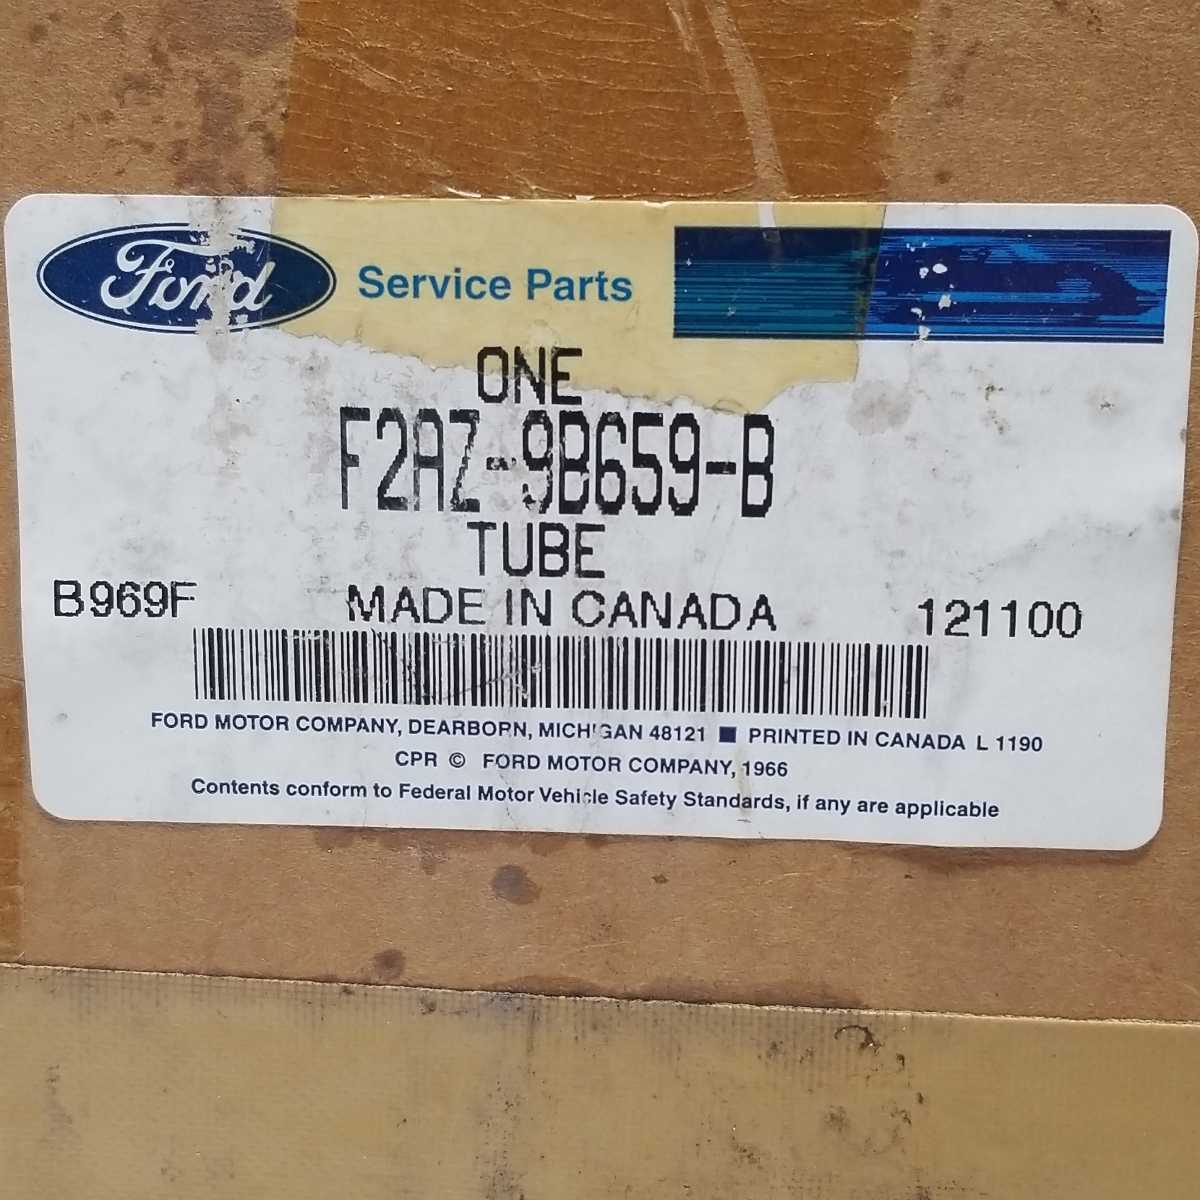 Ford Service Parts
ONE
F2AZ-9B659-B
TUBE
B969F MADE IN CANADA 121100
FORD MOTOR COMPANY, DEARBORN, MICHIGAN 48121 ■ PRINTED IN CANADA L 1190
CPR © FORD MOTOR COMPANY, 1966
Contents conform to Federal Motor Vehicle Safety Standards, if any are applicable